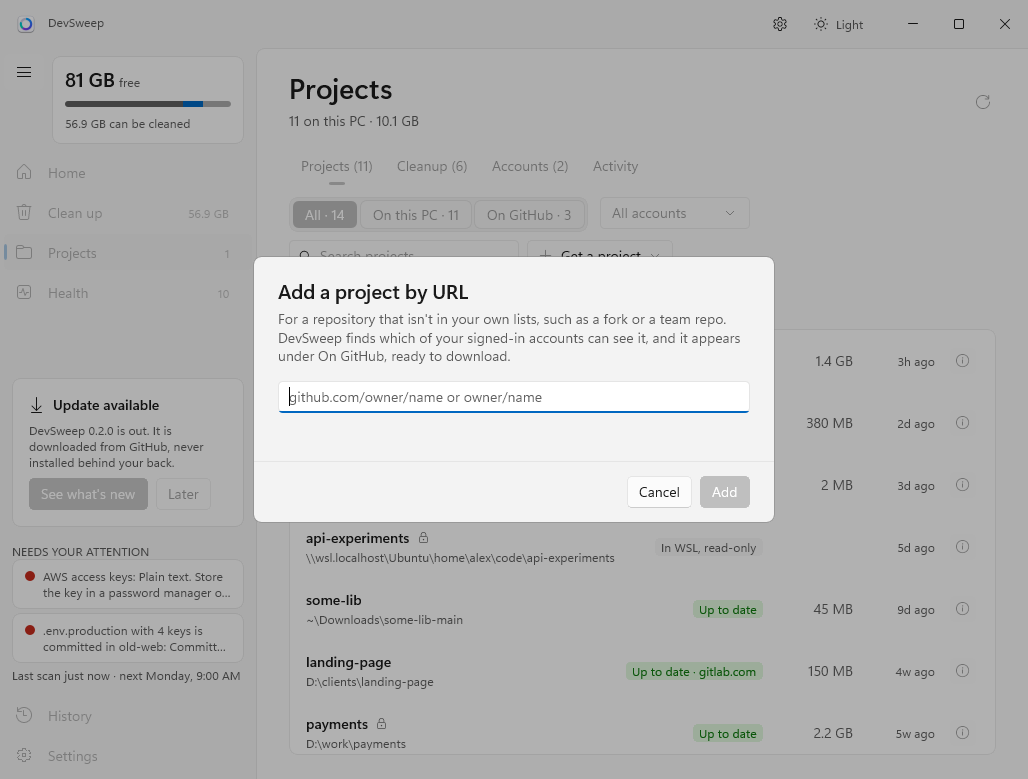 DevSweep
Light
81 GB free
56.9 GB can be cleaned
Home
Clean up 56.9 GB
Projects 1
Health 10
Update available
DevSweep 0.2.0 is out. It is
downloaded from GitHub, never
installed behind your back.
See what's new Later
NEEDS YOUR ATTENTION
AWS access keys: Plain text. Store
the key in a password manager o...
.env.production with 4 keys is
committed in old-web: Committ...
Last scan just now · next Monday, 9:00 AM
History
Settings
Projects
11 on this PC · 10.1 GB
Projects (11) Cleanup (6) Accounts (2) Activity
All · 14 On this PC · 11 On GitHub · 3 All accounts
Search projects Get a project
Add a project by URL
For a repository that isn't in your own lists, such as a fork or a team repo.
DevSweep finds which of your signed-in accounts can see it, and it appears
under On GitHub, ready to download.
github.com/owner/name or owner/name
Cancel Add
1.4 GB 3h ago
380 MB 2d ago
2 MB 3d ago
api-experiments
\\wsl.localhost\Ubuntu\home\alex\code\api-experiments
In WSL, read-only 5d ago
some-lib
~\Downloads\some-lib-main
Up to date 45 MB 9d ago
landing-page
D:\clients\landing-page
Up to date · gitlab.com 150 MB 4w ago
payments
D:\work\payments
Up to date 2.2 GB 5w ago